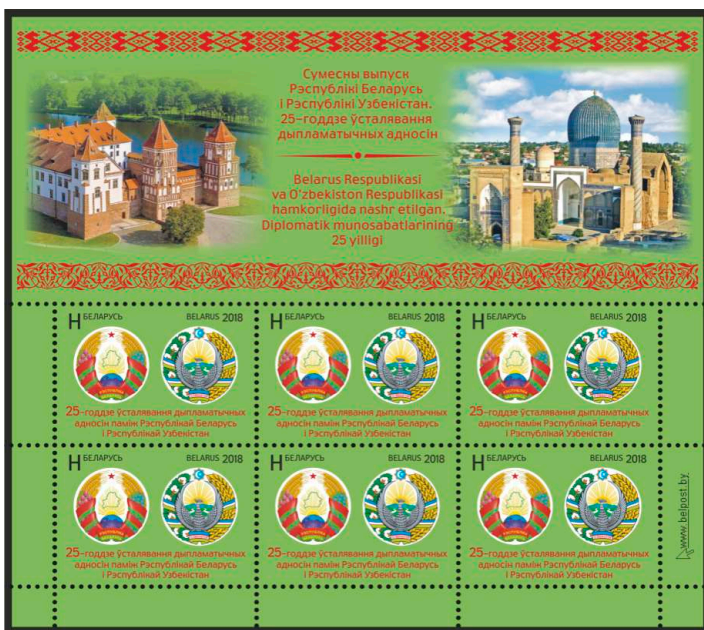 Сумесны выпуск
Рэспублікі Беларусь
і Рэспублікі Узбекістан.
25-годдзе ўсталявання
дыпламатычных адносін
Belarus Respublikasi
va O'zbekiston Respublikasi
hamkorligida nashr etilgan.
Diplomatik munosabatlarining
25 yilligi
Н БЕЛАРУСЬ BELARUS 2018
25-годдзе ўсталявання дыпламатычных
адносін паміж Рэспублікай Беларусь
і Рэспублікай Узбекістан
Н БЕЛАРУСЬ BELARUS 2018
25-годдзе ўсталявання дыпламатычных
адносін паміж Рэспублікай Беларусь
і Рэспублікай Узбекістан
Н БЕЛАРУСЬ BELARUS 2018
25-годдзе ўсталявання дыпламатычных
адносін паміж Рэспублікай Беларусь
і Рэспублікай Узбекістан
Н БЕЛАРУСЬ BELARUS 2018
25-годдзе ўсталявання дыпламатычных
адносін паміж Рэспублікай Беларусь
і Рэспублікай Узбекістан
Н БЕЛАРУСЬ BELARUS 2018
25-годдзе ўсталявання дыпламатычных
адносін паміж Рэспублікай Беларусь
і Рэспублікай Узбекістан
Н БЕЛАРУСЬ BELARUS 2018
25-годдзе ўсталявання дыпламатычных
адносін паміж Рэспублікай Беларусь
і Рэспублікай Узбекістан
www.belpost.by